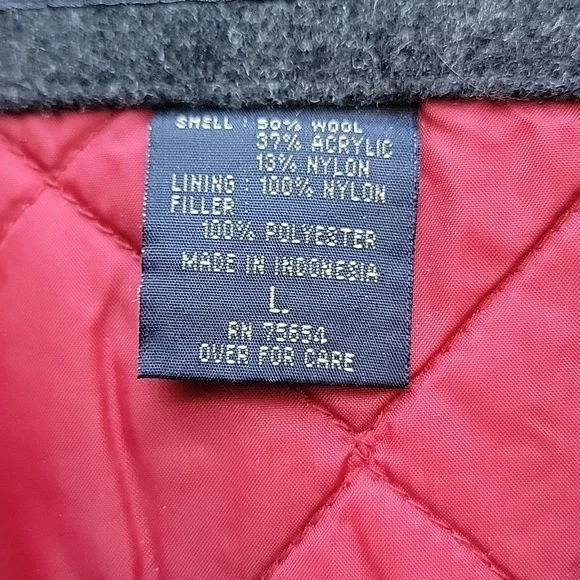 SHELL : 50% WOOL
37% ACRYLIC
13% NYLON
LINING : 100% NYLON
FILLER :
100% POLYESTER
MADE IN INDONESIA
L.
RN 75654
OVER FOR CARE